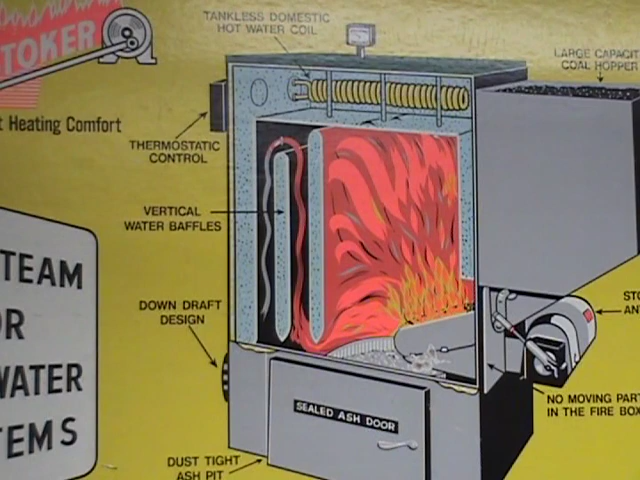 TOKER
t Heating Comfort
TANKLESS DOMESTIC
HOT WATER COIL
LARGE CAPACIT
COAL HOPPER
THERMOSTATIC
CONTROL
VERTICAL
WATER BAFFLES
DOWN DRAFT
DESIGN
TEAM
OR
WATER
TEMS
STO
ANT
NO MOVING PART
IN THE FIRE BOX
SEALED ASH DOOR
DUST TIGHT
ASH PIT